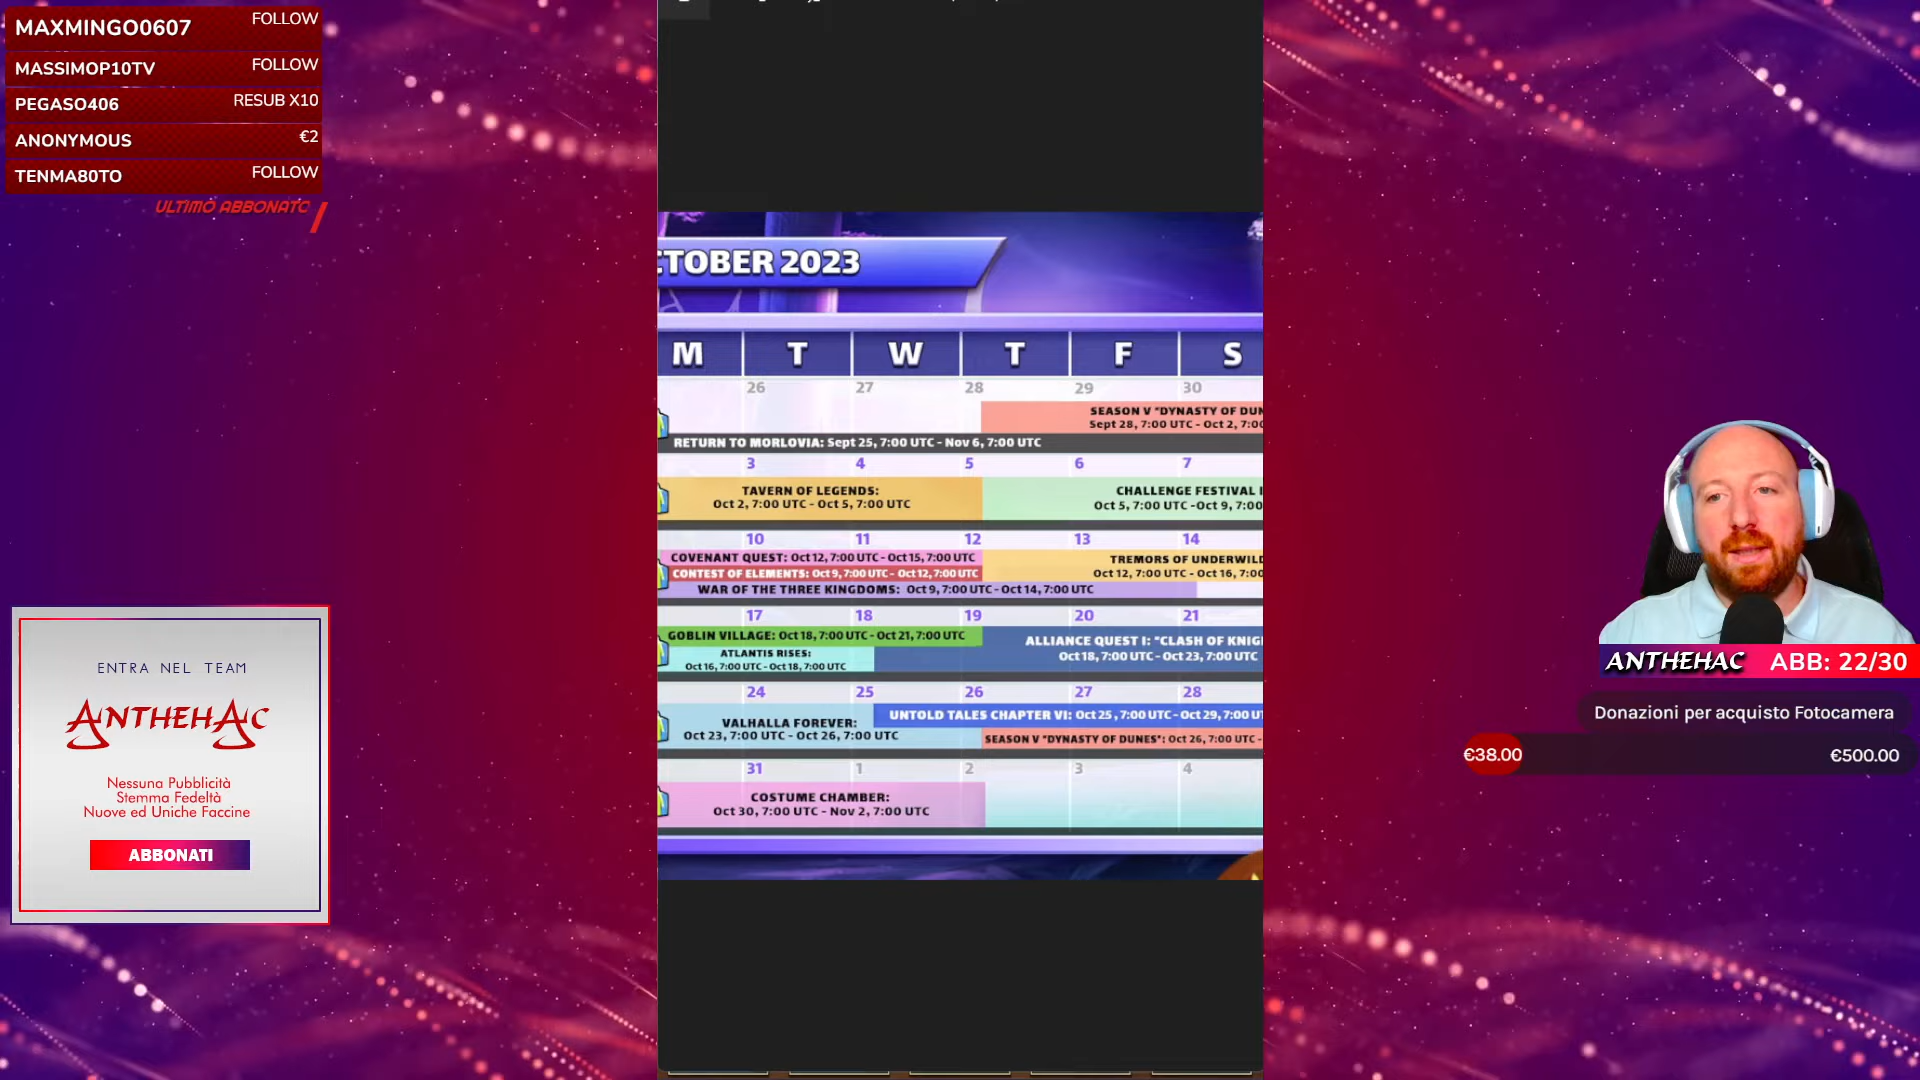 MAXMINGO0607 FOLLOW
MASSIMOP10TV FOLLOW
PEGASO406 RESUB X10
ANONYMOUS €2
TENMA80TO FOLLOW
ULTIMO ABBONATO
ENTRA NEL TEAM
ANTHEHAC
Nessuna Pubblicità
Stemma Fedeltà
Nuove ed Uniche Faccine
ABBONATI
CTOBER 2023
M T W T F S
26 27 28 29 30
SEASON V "DYNASTY OF DUN
Sept 28, 7:00 UTC - Oct 2, 7:00
RETURN TO MORLOVIA: Sept 25, 7:00 UTC - Nov 6, 7:00 UTC
3 4 5 6 7
TAVERN OF LEGENDS:
Oct 2, 7:00 UTC - Oct 5, 7:00 UTC
CHALLENGE FESTIVAL I
Oct 5, 7:00 UTC -Oct 9, 7:00
10 11 12 13 14
COVENANT QUEST: Oct 12, 7:00 UTC - Oct 15, 7:00 UTC
CONTEST OF ELEMENTS: Oct 9, 7:00 UTC - Oct 12, 7:00 UTC
TREMORS OF UNDERWILD
Oct 12, 7:00 UTC - Oct 16, 7:00
WAR OF THE THREE KINGDOMS: Oct 9, 7:00 UTC - Oct 14, 7:00 UTC
17 18 19 20 21
GOBLIN VILLAGE: Oct 18, 7:00 UTC - Oct 21, 7:00 UTC
ATLANTIS RISES:
Oct 16, 7:00 UTC - Oct 18, 7:00 UTC
ALLIANCE QUEST I: "CLASH OF KNIG
Oct 18, 7:00 UTC - Oct 23, 7:00 UTC
24 25 26 27 28
VALHALLA FOREVER:
Oct 23, 7:00 UTC - Oct 26, 7:00 UTC
UNTOLD TALES CHAPTER VI: Oct 25, 7:00 UTC - Oct 29, 7:00 UT
SEASON V "DYNASTY OF DUNES": Oct 26, 7:00 UTC -
31 1 2 3 4
COSTUME CHAMBER:
Oct 30, 7:00 UTC - Nov 2, 7:00 UTC
ANTHEHAC ABB: 22/30
Donazioni per acquisto Fotocamera
€38.00 €500.00